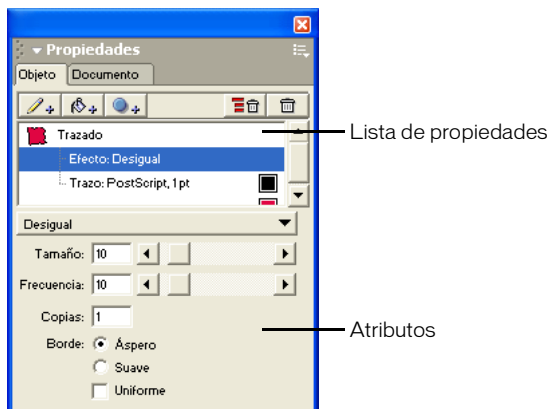 Propiedades
Objeto Documento
Trazado
Lista de propiedades
Efecto: Desigual
Trazo: PostScript, 1 pt
Desigual
Tamaño: 10
Frecuencia: 10
Copias: 1
Atributos
Borde: Áspero
Suave
Uniforme